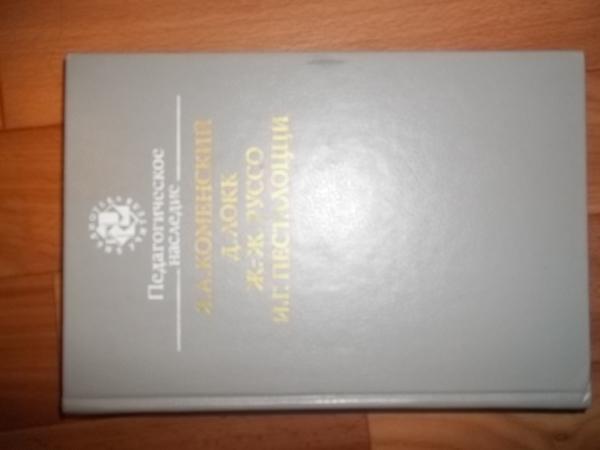 Педагогическое
наследие
Я.А.КОМЕНСКИЙ
Д.ЛОКК
Ж.-Ж.РУССО
И.Г.ПЕСТАЛОЦЦИ